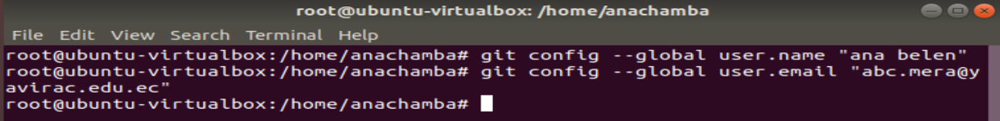 root@ubuntu-virtualbox: /home/anachamba
File Edit View Search Terminal Help
root@ubuntu-virtualbox:/home/anachamba# git config --global user.name "ana belen"
root@ubuntu-virtualbox:/home/anachamba# git config --global user.email "abc.mera@y
avirac.edu.ec"
root@ubuntu-virtualbox:/home/anachamba#